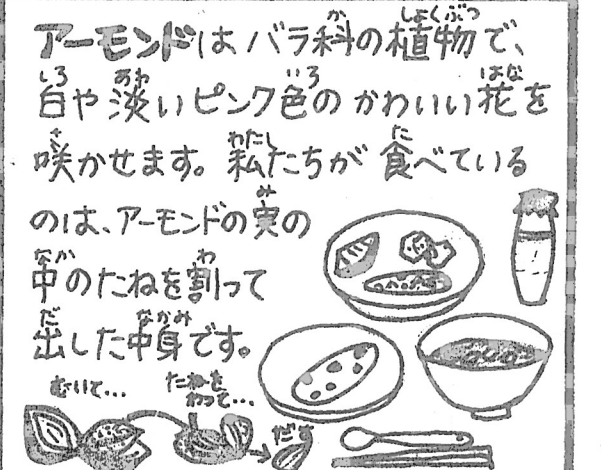 アーモンドはバラ科の植物で、
白や淡いピンク色のかわいい花を
咲かせます。私たちが食べている
のは、アーモンドの実の
中のたねを割って
出した中身です。
むいて…
たねを
わって…
だす